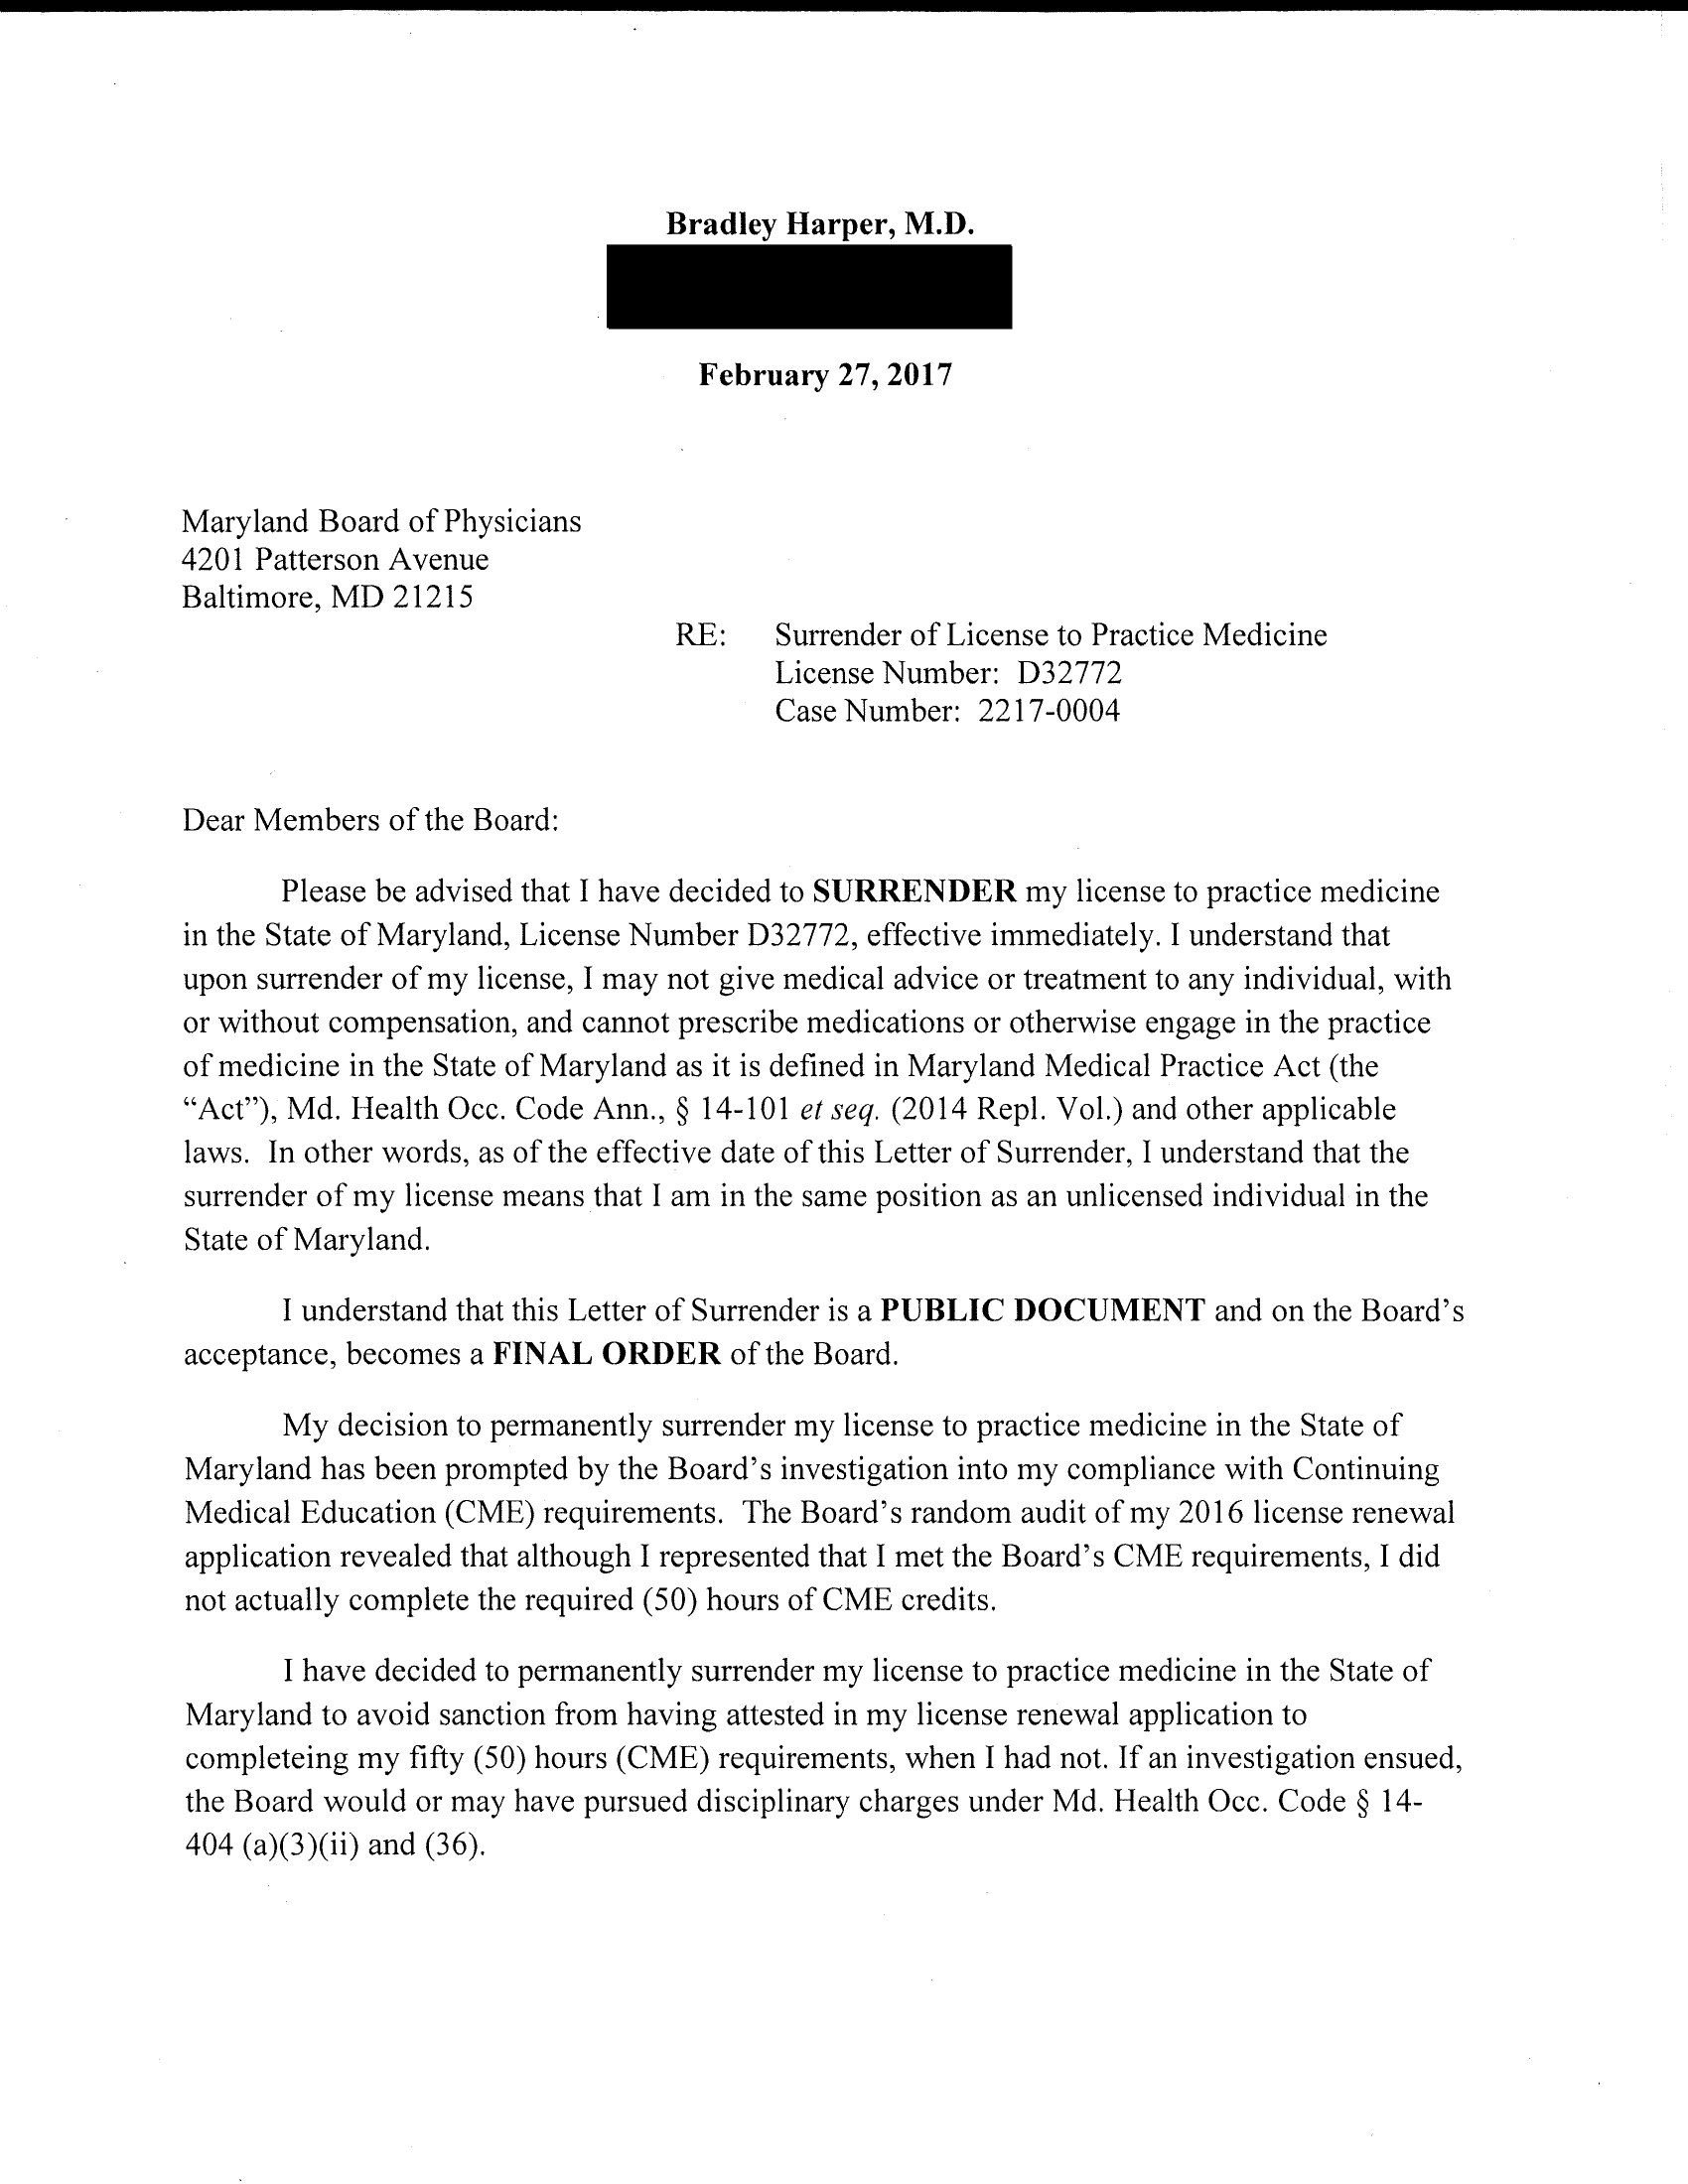 Bradley Harper, M.D.
February 27, 2017
Maryland Board of Physicians
4201 Patterson Avenue
Baltimore, MD 21215
RE: Surrender of License to Practice Medicine
License Number: D32772
Case Number: 2217-0004
Dear Members of the Board:
Please be advised that I have decided to SURRENDER my license to practice medicine
in the State of Maryland, License Number D32772, effective immediately. I understand that
upon surrender of my license, I may not give medical advice or treatment to any individual, with
or without compensation, and cannot prescribe medications or otherwise engage in the practice
of medicine in the State of Maryland as it is defined in Maryland Medical Practice Act (the
“Act”), Md. Health Occ. Code Ann., § 14-101 et seq. (2014 Repl. Vol.) and other applicable
laws. In other words, as of the effective date of this Letter of Surrender, I understand that the
surrender of my license means that I am in the same position as an unlicensed individual in the
State of Maryland.
I understand that this Letter of Surrender is a PUBLIC DOCUMENT and on the Board’s
acceptance, becomes a FINAL ORDER of the Board.
My decision to permanently surrender my license to practice medicine in the State of
Maryland has been prompted by the Board’s investigation into my compliance with Continuing
Medical Education (CME) requirements. The Board’s random audit of my 2016 license renewal
application revealed that although I represented that I met the Board’s CME requirements, I did
not actually complete the required (50) hours of CME credits.
I have decided to permanently surrender my license to practice medicine in the State of
Maryland to avoid sanction from having attested in my license renewal application to
completeing my fifty (50) hours (CME) requirements, when I had not. If an investigation ensued,
the Board would or may have pursued disciplinary charges under Md. Health Occ. Code § 14-
404 (a)(3)(ii) and (36).